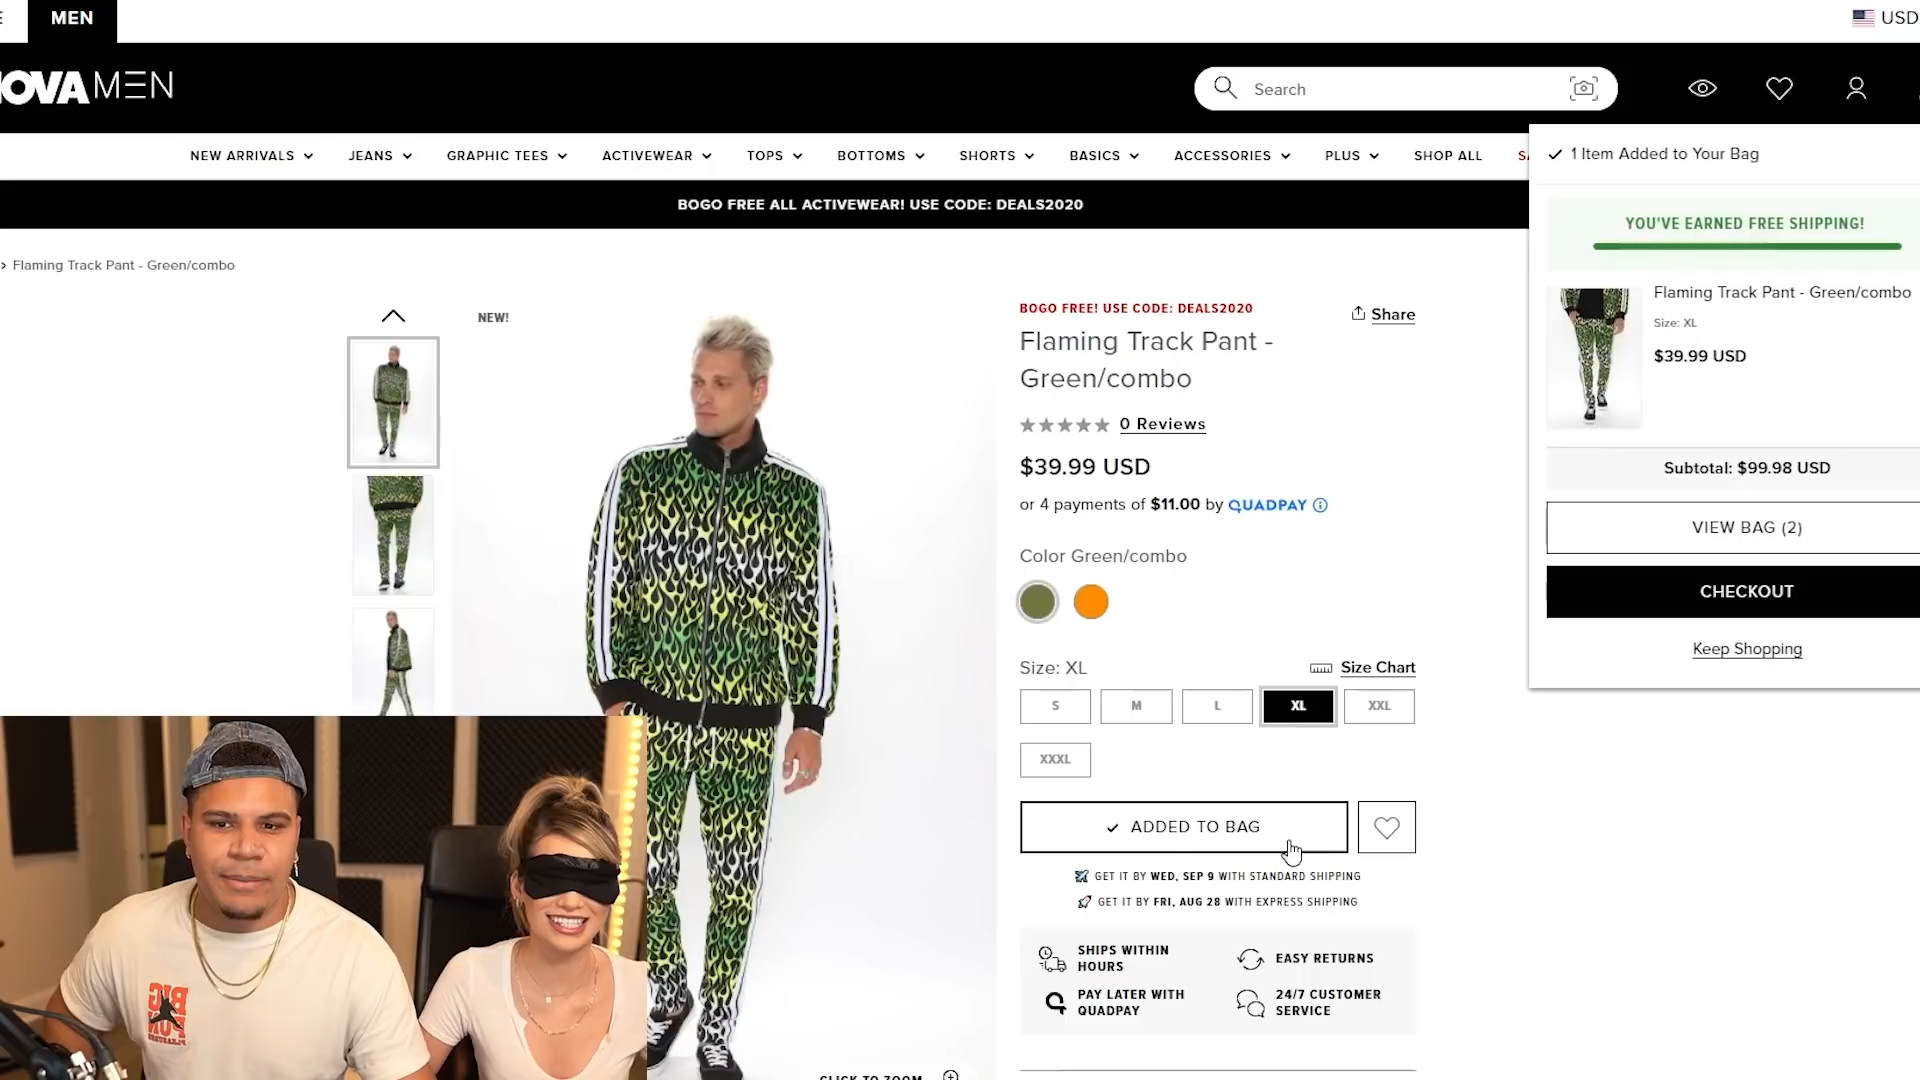 MEN
USD
OVA MEN
Search
NEW ARRIVALS JEANS GRAPHIC TEES ACTIVEWEAR TOPS BOTTOMS SHORTS BASICS ACCESSORIES PLUS SHOP ALL
BOGO FREE ALL ACTIVEWEAR! USE CODE: DEALS2020
1 Item Added to Your Bag
YOU'VE EARNED FREE SHIPPING!
Flaming Track Pant - Green/combo
Size: XL
$39.99 USD
Subtotal: $99.98 USD
VIEW BAG (2)
CHECKOUT
Keep Shopping
› Flaming Track Pant - Green/combo
NEW!
BOGO FREE! USE CODE: DEALS2020
Share
Flaming Track Pant -
Green/combo
0 Reviews
$39.99 USD
or 4 payments of $11.00 by QUADPAY
Color Green/combo
Size: XL
Size Chart
S M L XL XXL
XXXL
ADDED TO BAG
GET IT BY WED, SEP 9 WITH STANDARD SHIPPING
GET IT BY FRI, AUG 28 WITH EXPRESS SHIPPING
SHIPS WITHIN
HOURS
EASY RETURNS
PAY LATER WITH
QUADPAY
24/7 CUSTOMER
SERVICE
CLICK TO ZOOM